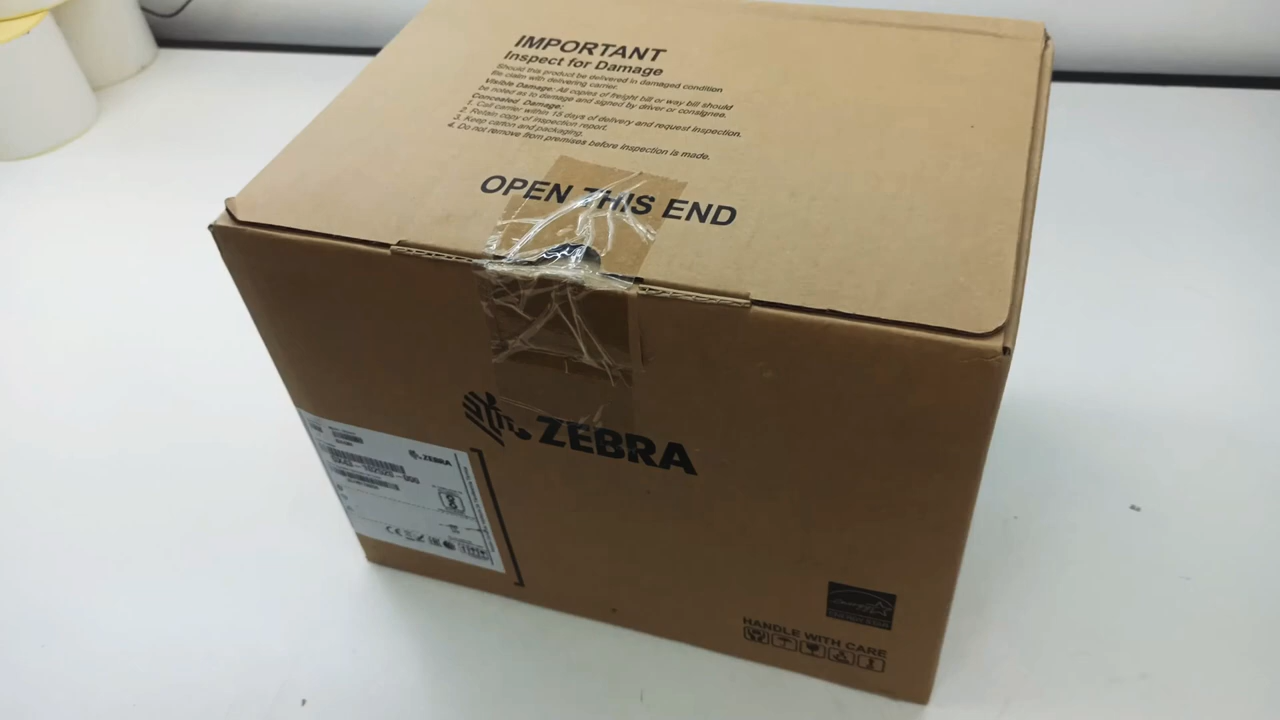 IMPORTANT
Inspect for Damage
Should this product be delivered in damaged condition
file claim with delivering carrier.
Visible Damage: All copies of freight bill or way bill should
be noted as to damage and signed by driver or consignee.
Concealed Damage:
1. Call carrier within 15 days of delivery and request inspection.
2. Retain copy of inspection report.
3. Keep carton and packaging.
4. Do not remove from premises before inspection is made.
OPEN THIS END
ZEBRA
ZEBRA
HANDLE WITH CARE